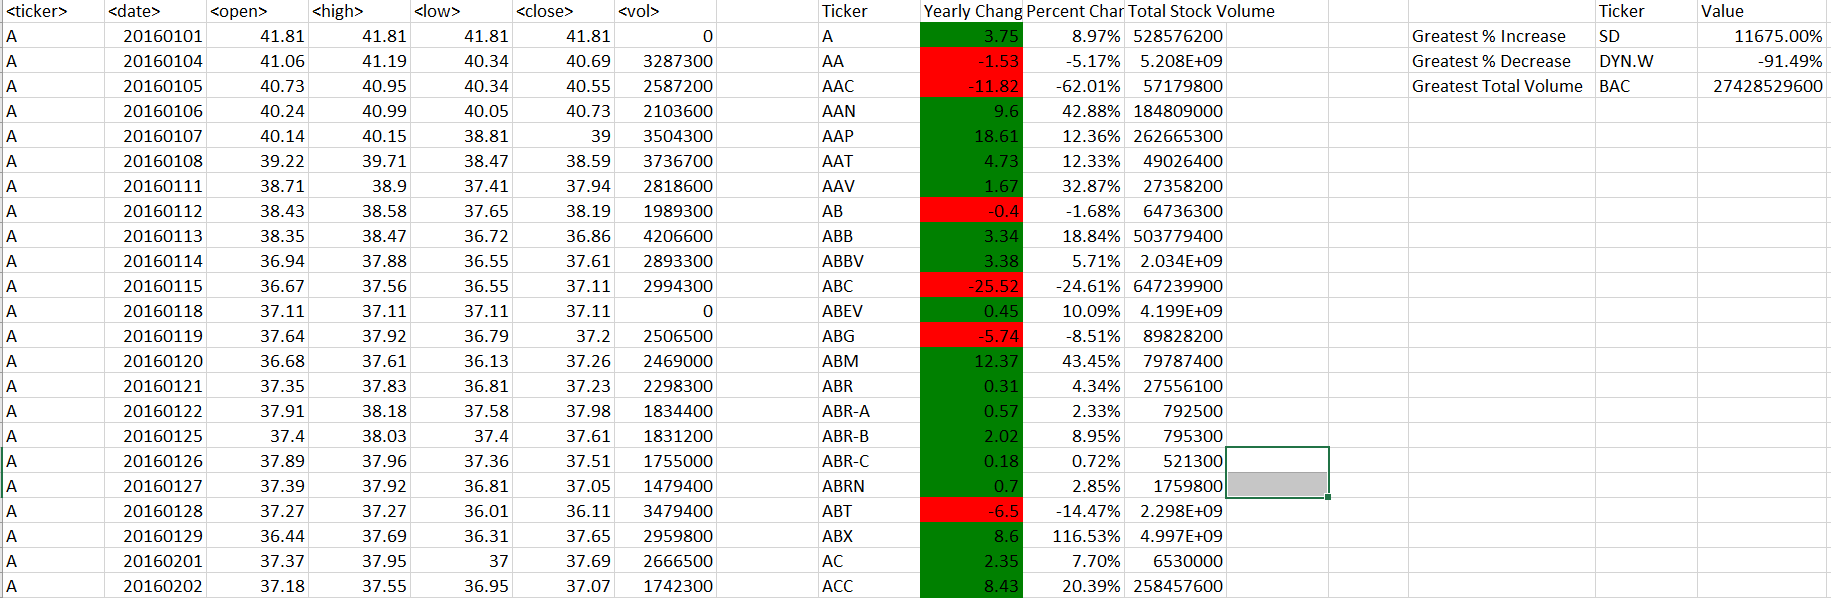 <ticker> <date> <open> <high> <low> <close> <vol> Ticker Yearly Chang Percent Char Total Stock Volume Ticker Value
A 20160101 41.81 41.81 41.81 41.81 0 A 3.75 8.97% 528576200 Greatest % Increase SD 11675.00%
A 20160104 41.06 41.19 40.34 40.69 3287300 AA -1.53 -5.17% 5.208E+09 Greatest % Decrease DYN.W -91.49%
A 20160105 40.73 40.95 40.34 40.55 2587200 AAC -11.82 -62.01% 57179800 Greatest Total Volume BAC 27428529600
A 20160106 40.24 40.99 40.05 40.73 2103600 AAN 9.6 42.88% 184809000
A 20160107 40.14 40.15 38.81 39 3504300 AAP 18.61 12.36% 262665300
A 20160108 39.22 39.71 38.47 38.59 3736700 AAT 4.73 12.33% 49026400
A 20160111 38.71 38.9 37.41 37.94 2818600 AAV 1.67 32.87% 27358200
A 20160112 38.43 38.58 37.65 38.19 1989300 AB -0.4 -1.68% 64736300
A 20160113 38.35 38.47 36.72 36.86 4206600 ABB 3.34 18.84% 503779400
A 20160114 36.94 37.88 36.55 37.61 2893300 ABBV 3.38 5.71% 2.034E+09
A 20160115 36.67 37.56 36.55 37.11 2994300 ABC -25.52 -24.61% 647239900
A 20160118 37.11 37.11 37.11 37.11 0 ABEV 0.45 10.09% 4.199E+09
A 20160119 37.64 37.92 36.79 37.2 2506500 ABG -5.74 -8.51% 89828200
A 20160120 36.68 37.61 36.13 37.26 2469000 ABM 12.37 43.45% 79787400
A 20160121 37.35 37.83 36.81 37.23 2298300 ABR 0.31 4.34% 27556100
A 20160122 37.91 38.18 37.58 37.98 1834400 ABR-A 0.57 2.33% 792500
A 20160125 37.4 38.03 37.4 37.61 1831200 ABR-B 2.02 8.95% 795300
A 20160126 37.89 37.96 37.36 37.51 1755000 ABR-C 0.18 0.72% 521300
A 20160127 37.39 37.92 36.81 37.05 1479400 ABRN 0.7 2.85% 1759800
A 20160128 37.27 37.27 36.01 36.11 3479400 ABT -6.5 -14.47% 2.298E+09
A 20160129 36.44 37.69 36.31 37.65 2959800 ABX 8.6 116.53% 4.997E+09
A 20160201 37.37 37.95 37 37.69 2666500 AC 2.35 7.70% 6530000
A 20160202 37.18 37.55 36.95 37.07 1742300 ACC 8.43 20.39% 258457600